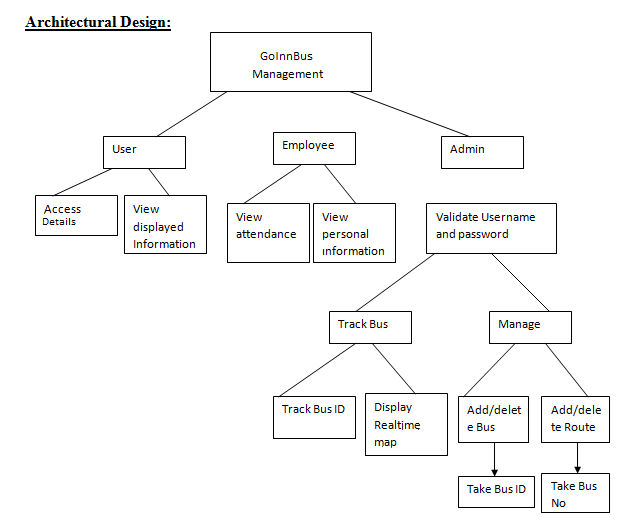 Architectural Design:
GoInnBus
Management
User
Employee
Admin
Access
Details
View
displayed
Information
View
attendance
View
personal
information
Validate Username
and password
Track Bus
Manage
Track Bus ID
Display
Realtime
map
Add/delet
e Bus
Add/dele
te Route
Take Bus ID
Take Bus
No